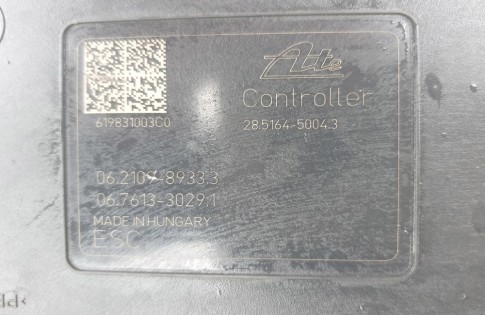 Ate
Controller
619831003C0
28.5164-5004.3
06.2109-8933.3
06.7613-3029.1
MADE IN HUNGARY
ESC